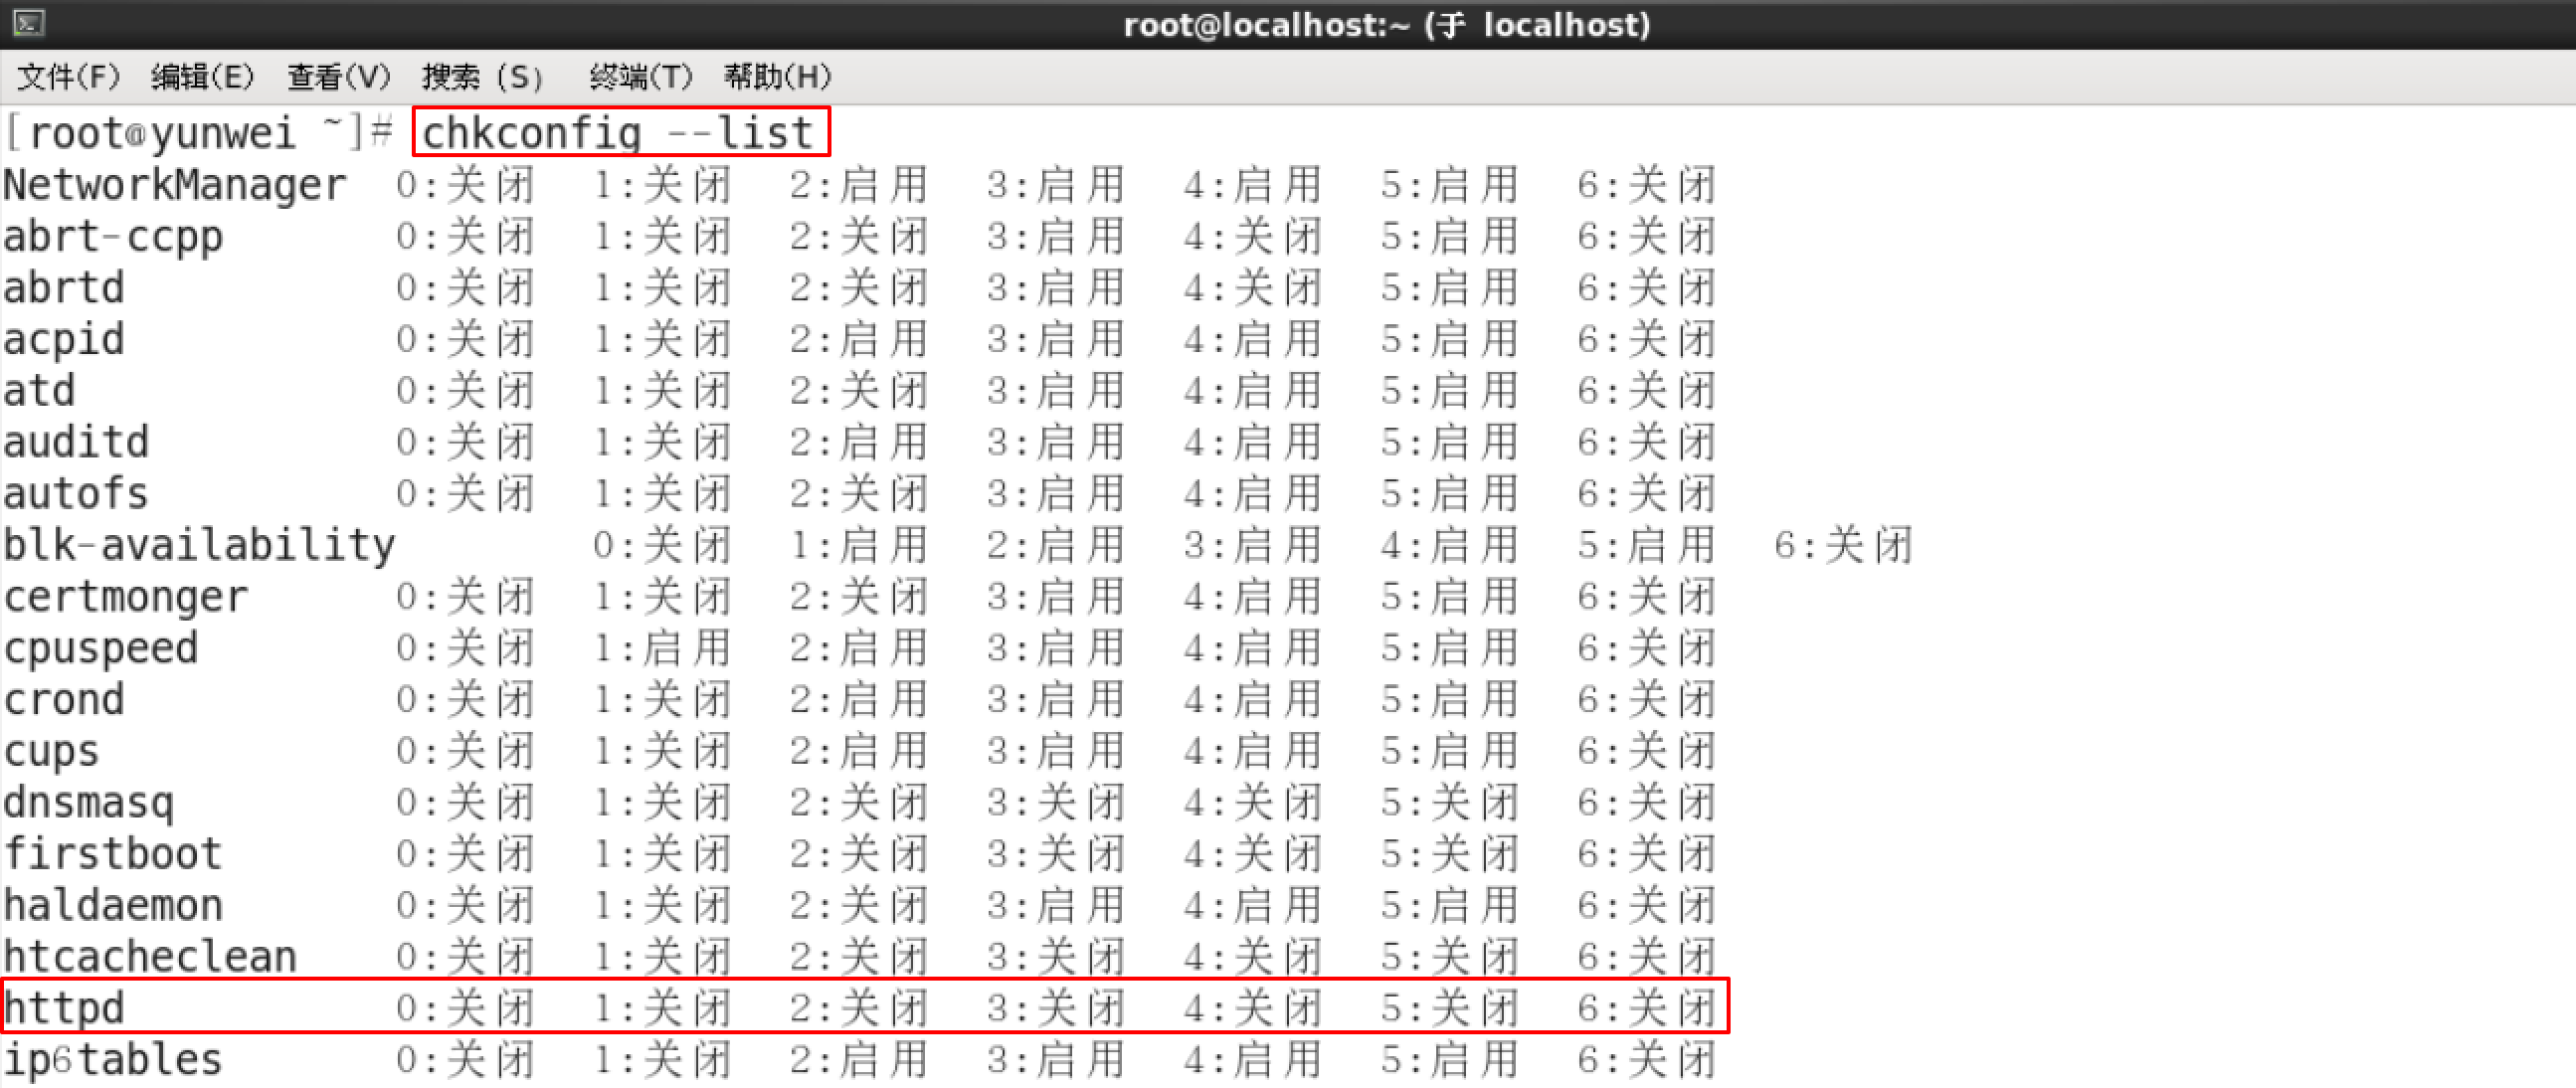 root@localhost:~ (于 localhost)
文件(F) 编辑(E) 查看(V) 搜索 (S) 终端(T) 帮助(H)
[root@yunwei ~]# chkconfig --list
NetworkManager 0:关闭 1:关闭 2:启用 3:启用 4:启用 5:启用 6:关闭
abrt-ccpp 0:关闭 1:关闭 2:关闭 3:启用 4:关闭 5:启用 6:关闭
abrtd 0:关闭 1:关闭 2:关闭 3:启用 4:关闭 5:启用 6:关闭
acpid 0:关闭 1:关闭 2:启用 3:启用 4:启用 5:启用 6:关闭
atd 0:关闭 1:关闭 2:关闭 3:启用 4:启用 5:启用 6:关闭
auditd 0:关闭 1:关闭 2:启用 3:启用 4:启用 5:启用 6:关闭
autofs 0:关闭 1:关闭 2:关闭 3:启用 4:启用 5:启用 6:关闭
blk-availability 0:关闭 1:启用 2:启用 3:启用 4:启用 5:启用 6:关闭
certmonger 0:关闭 1:关闭 2:关闭 3:启用 4:启用 5:启用 6:关闭
cpuspeed 0:关闭 1:启用 2:启用 3:启用 4:启用 5:启用 6:关闭
crond 0:关闭 1:关闭 2:启用 3:启用 4:启用 5:启用 6:关闭
cups 0:关闭 1:关闭 2:启用 3:启用 4:启用 5:启用 6:关闭
dnsmasq 0:关闭 1:关闭 2:关闭 3:关闭 4:关闭 5:关闭 6:关闭
firstboot 0:关闭 1:关闭 2:关闭 3:关闭 4:关闭 5:关闭 6:关闭
haldaemon 0:关闭 1:关闭 2:关闭 3:启用 4:启用 5:启用 6:关闭
htcacheclean 0:关闭 1:关闭 2:关闭 3:关闭 4:关闭 5:关闭 6:关闭
httpd 0:关闭 1:关闭 2:关闭 3:关闭 4:关闭 5:关闭 6:关闭
ip6tables 0:关闭 1:关闭 2:启用 3:启用 4:启用 5:启用 6:关闭